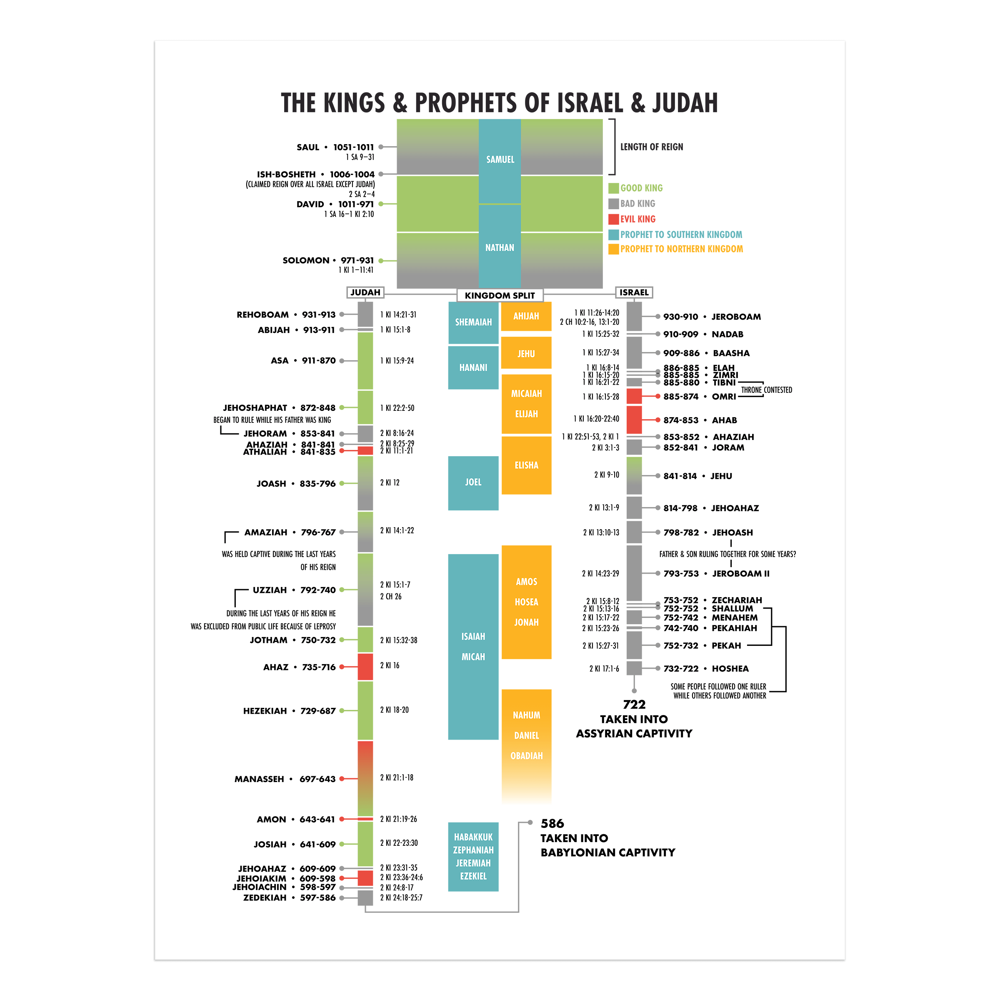 THE KINGS & PROPHETS OF ISRAEL & JUDAH
SAUL • 1051-1011
1 SA 9–31
ISH-BOSHETH • 1006-1004
(CLAIMED REIGN OVER ALL ISRAEL EXCEPT JUDAH)
2 SA 2–4
DAVID • 1011-971
1 SA 16–1 KI 2:10
SOLOMON • 971-931
1 KI 1–11:41
SAMUEL
NATHAN
LENGTH OF REIGN
GOOD KING
BAD KING
EVIL KING
PROPHET TO SOUTHERN KINGDOM
PROPHET TO NORTHERN KINGDOM
JUDAH
KINGDOM SPLIT
ISRAEL
REHOBOAM • 931-913
1 KI 14:21-31
ABIJAH • 913-911
1 KI 15:1-8
ASA • 911-870
1 KI 15:9-24
JEHOSHAPHAT • 872-848
1 KI 22:2-50
BEGAN TO RULE WHILE HIS FATHER WAS KING
JEHORAM • 853-841
2 KI 8:16-24
AHAZIAH • 841-841
2 KI 8:25-29
ATHALIAH • 841-835
2 KI 11:1-21
JOASH • 835-796
2 KI 12
AMAZIAH • 796-767
2 KI 14:1-22
WAS HELD CAPTIVE DURING THE LAST YEARS
OF HIS REIGN
UZZIAH • 792-740
2 KI 15:1-7
2 CH 26
DURING THE LAST YEARS OF HIS REIGN HE
WAS EXCLUDED FROM PUBLIC LIFE BECAUSE OF LEPROSY
JOTHAM • 750-732
2 KI 15:32-38
AHAZ • 735-716
2 KI 16
HEZEKIAH • 729-687
2 KI 18-20
MANASSEH • 697-643
2 KI 21:1-18
AMON • 643-641
2 KI 21:19-26
JOSIAH • 641-609
2 KI 22-23:30
JEHOAHAZ • 609-609
2 KI 23:31-35
JEHOIAKIM • 609-598
2 KI 23:36-24:6
JEHOIACHIN • 598-597
2 KI 24:8-17
ZEDEKIAH • 597-586
2 KI 24:18-25:7
SHEMAIAH
HANANI
JOEL
ISAIAH
MICAH
HABAKKUK
ZEPHANIAH
JEREMIAH
EZEKIEL
AHIJAH
JEHU
MICAIAH
ELIJAH
ELISHA
AMOS
HOSEA
JONAH
NAHUM
DANIEL
OBADIAH
1 KI 11:26-14:20
2 CH 10:2-16, 13:1-20
930-910 • JEROBOAM
1 KI 15:25-32
910-909 • NADAB
1 KI 15:27-34
909-886 • BAASHA
1 KI 16:8-14
886-885 • ELAH
1 KI 16:15-20
885-885 • ZIMRI
1 KI 16:21-22
885-880 • TIBNI
THRONE CONTESTED
1 KI 16:15-28
885-874 • OMRI
1 KI 16:20-22:40
874-853 • AHAB
1 KI 22:51-53, 2 KI 1
853-852 • AHAZIAH
2 KI 3:1-3
852-841 • JORAM
2 KI 9-10
841-814 • JEHU
2 KI 13:1-9
814-798 • JEHOAHAZ
2 KI 13:10-13
798-782 • JEHOASH
FATHER & SON RULING TOGETHER FOR SOME YEARS?
2 KI 14:23-29
793-753 • JEROBOAM II
2 KI 15:8-12
753-752 • ZECHARIAH
2 KI 15:13-16
752-752 • SHALLUM
2 KI 15:17-22
752-742 • MENAHEM
2 KI 15:23-26
742-740 • PEKAHIAH
2 KI 15:27-31
752-732 • PEKAH
2 KI 17:1-6
732-722 • HOSHEA
SOME PEOPLE FOLLOWED ONE RULER
WHILE OTHERS FOLLOWED ANOTHER
722
TAKEN INTO
ASSYRIAN CAPTIVITY
586
TAKEN INTO
BABYLONIAN CAPTIVITY